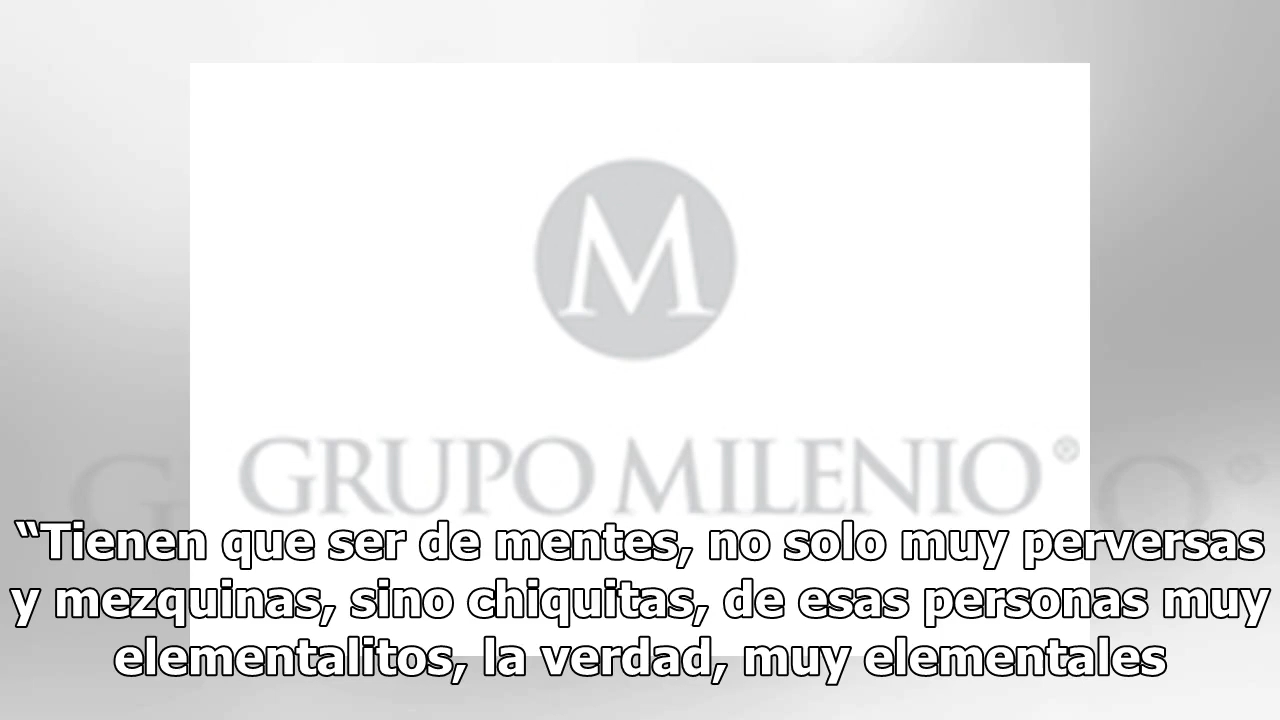 M
GRUPO MILENIO®
“Tienen que ser de mentes, no solo muy perversas
y mezquinas, sino chiquitas, de esas personas muy
elementalitos, la verdad, muy elementales